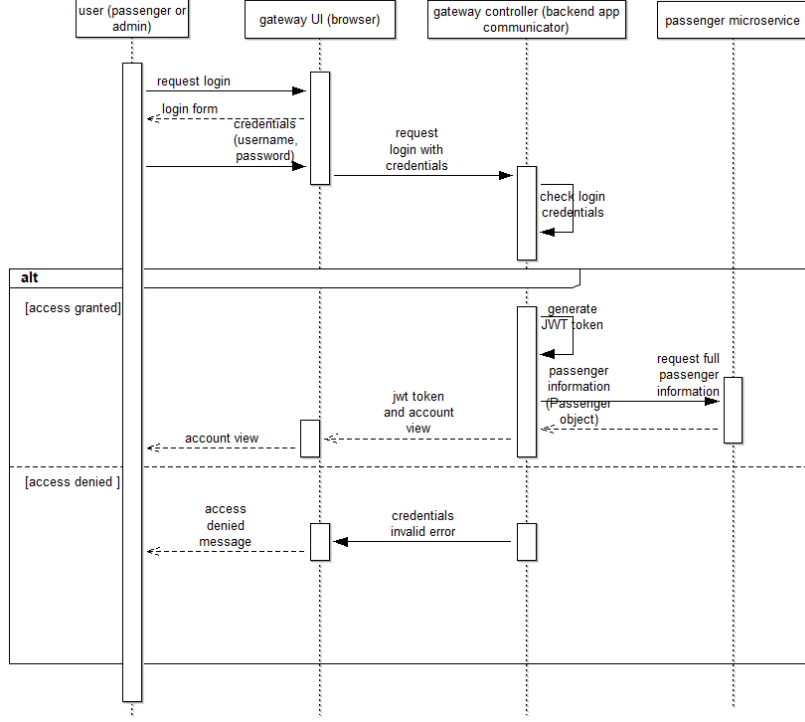 user (passenger or
admin)
gateway UI (browser)
gateway controller (backend app
communicator)
passenger microservice
request login
login form
credentials
(username,
password)
request
login with
credentials
check login
credentials
alt
[access granted]
generate
JWT token
request full
passenger
information
passenger
information
(Passenger
object)
jwt token
and account
view
account view
[access denied ]
access
denied
message
credentials
invalid error